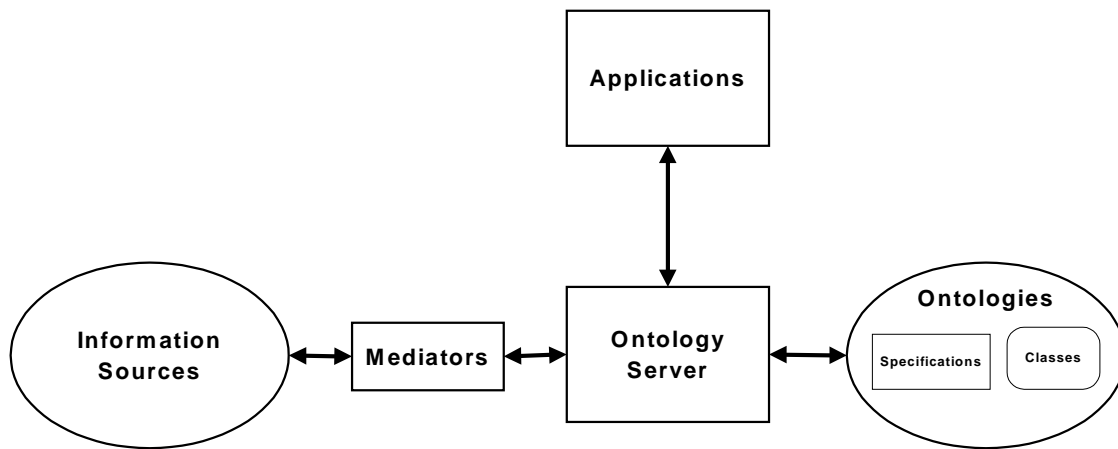 Applications
Information
Sources
Mediators
Ontology
Server
Ontologies
Specifications
Classes